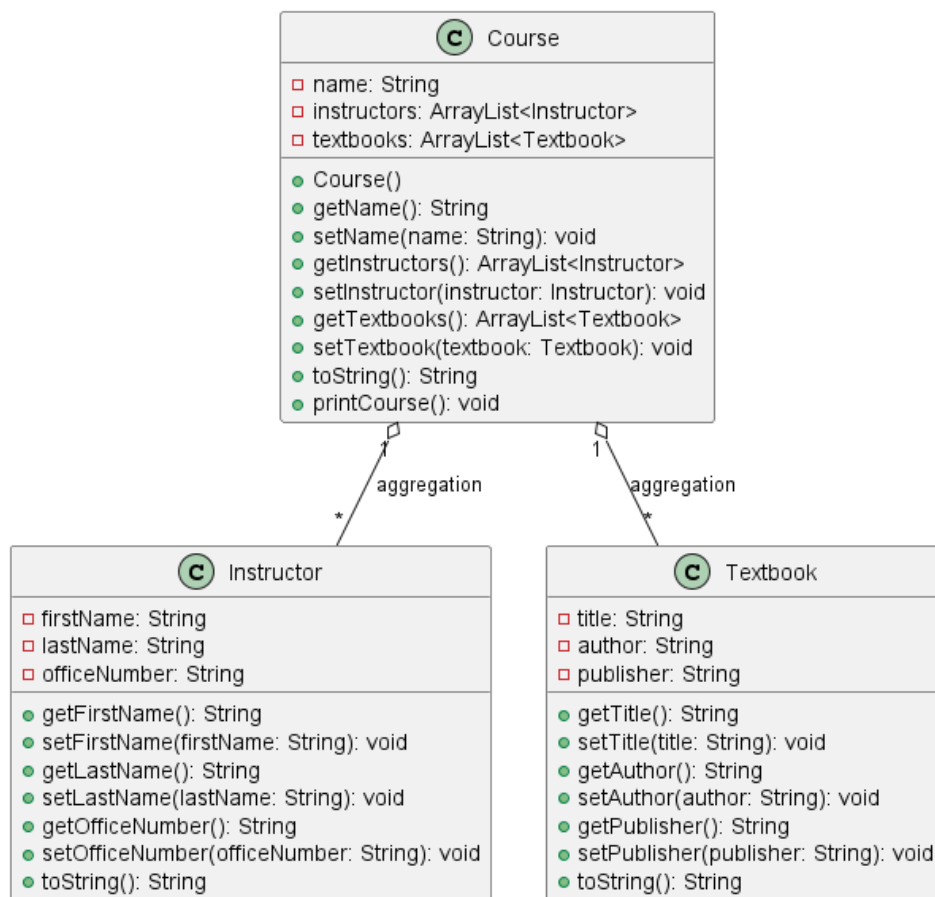 C Course
name: String
instructors: ArrayList<Instructor>
textbooks: ArrayList<Textbook>
Course()
getName(): String
setName(name: String): void
getInstructors(): ArrayList<Instructor>
setInstructor(instructor: Instructor): void
getTextbooks(): ArrayList<Textbook>
setTextbook(textbook: Textbook): void
toString(): String
printCourse(): void
1
1
aggregation
aggregation
*
*
C Instructor
firstName: String
lastName: String
officeNumber: String
getFirstName(): String
setFirstName(firstName: String): void
getLastName(): String
setLastName(lastName: String): void
getOfficeNumber(): String
setOfficeNumber(officeNumber: String): void
toString(): String
C Textbook
title: String
author: String
publisher: String
getTitle(): String
setTitle(title: String): void
getAuthor(): String
setAuthor(author: String): void
getPublisher(): String
setPublisher(publisher: String): void
toString(): String